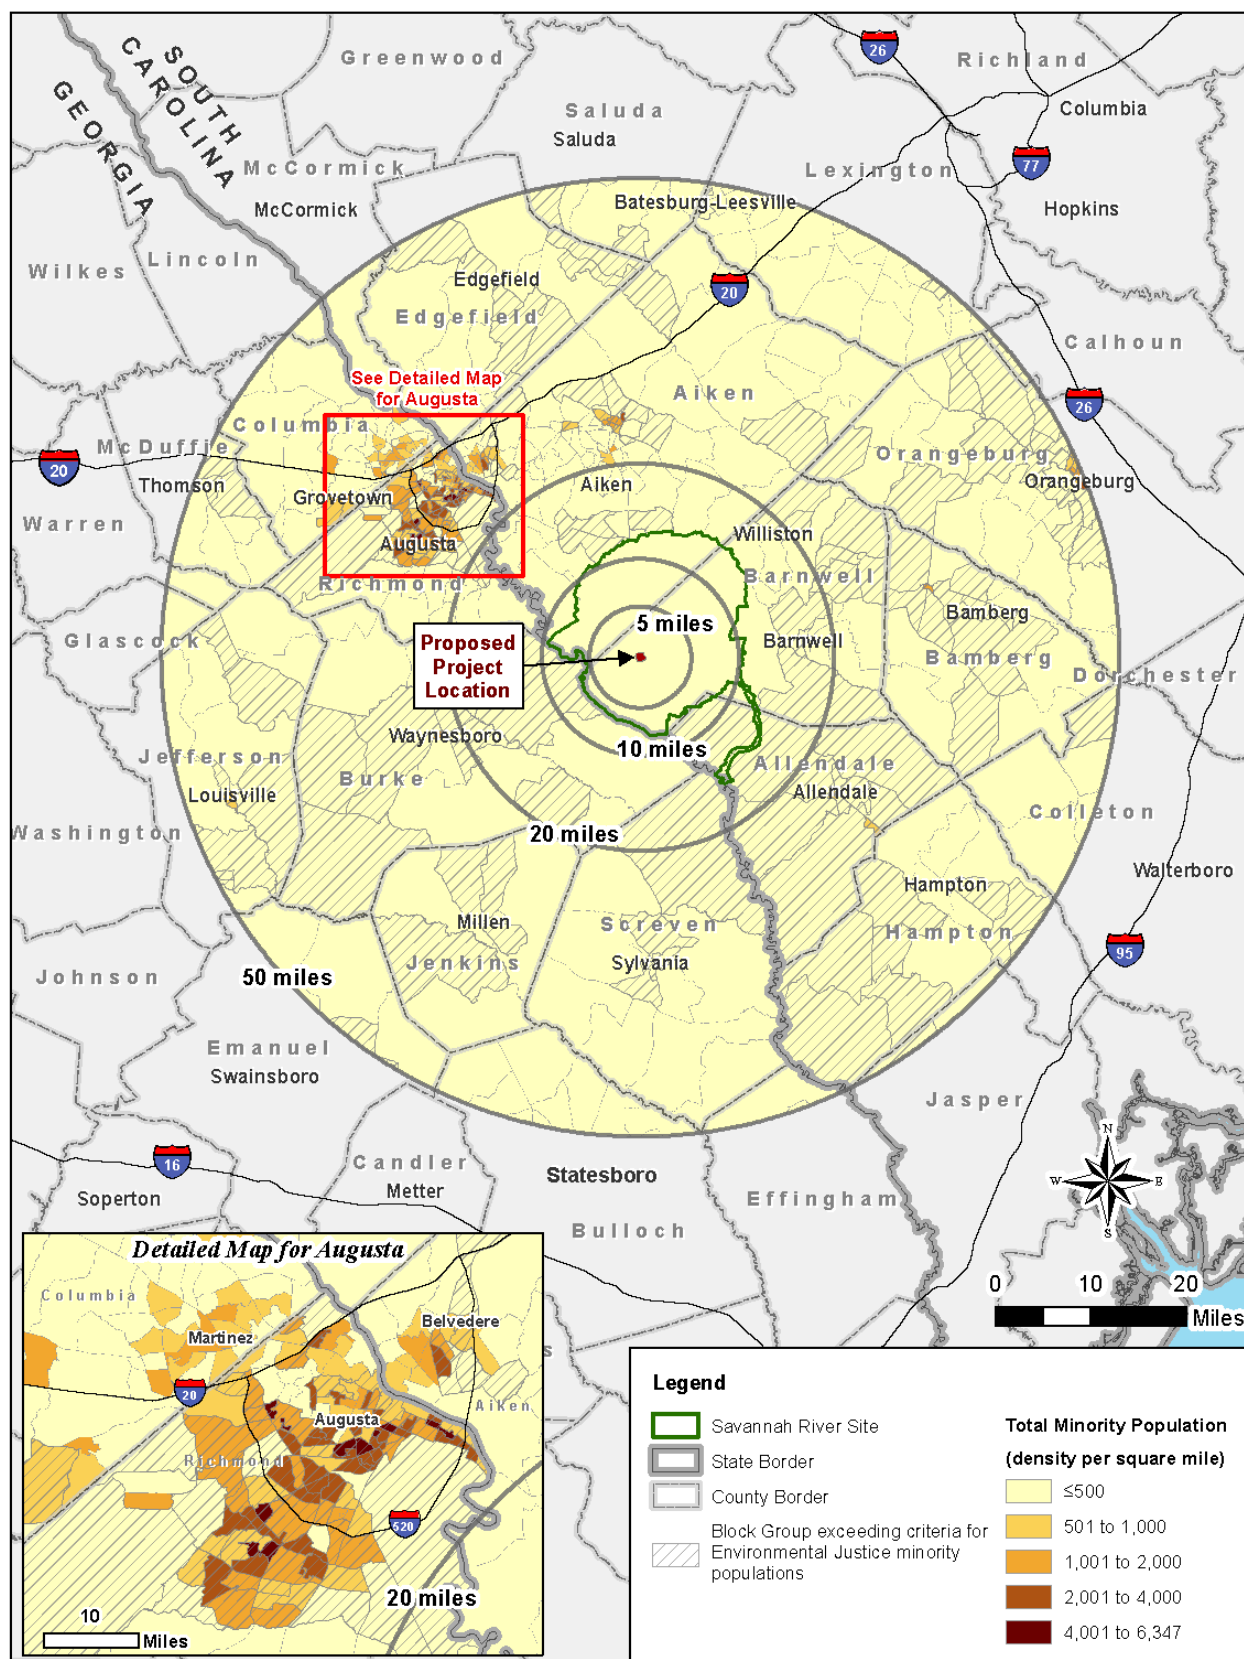 SOUTH
CAROLINA
GEORGIA
Greenwood
26
Richland
Columbia
Saluda
Saluda
77
McCormick
Lexington
McCormick
Batesburg-Leesville
Hopkins
Lincoln
Wilkes
Edgefield
20
Edgefield
Calhoun
See Detailed Map
for Augusta
Aiken
26
Columbia
McDuffie
20
Orangeburg
Thomson
Grovetown
Aiken
Orangeburg
Warren
Augusta
Williston
Richmond
Barnwell
Bamberg
5 miles
Glascock
Proposed
Project
Location
Barnwell
Bamberg
Dorchester
Waynesboro
10 miles
Jefferson
Burke
Allendale
Louisville
Allendale
Washington
20 miles
Colleton
Walterboro
Hampton
Millen
Screven
Hampton
Jenkins
Sylvania
95
Johnson
50 miles
Emanuel
Swainsboro
Jasper
N
W
E
S
16
Candler
Metter
Statesboro
Soperton
Effingham
Bulloch
0 10 20
Miles
Detailed Map for Augusta
Columbia
Martinez
Belvedere
s
20
Aiken
Augusta
Richmond
520
20 miles
10
Miles
Legend
Savannah River Site
State Border
County Border
Block Group exceeding criteria for
Environmental Justice minority
populations
Total Minority Population
(density per square mile)
≤500
501 to 1,000
1,001 to 2,000
2,001 to 4,000
4,001 to 6,347